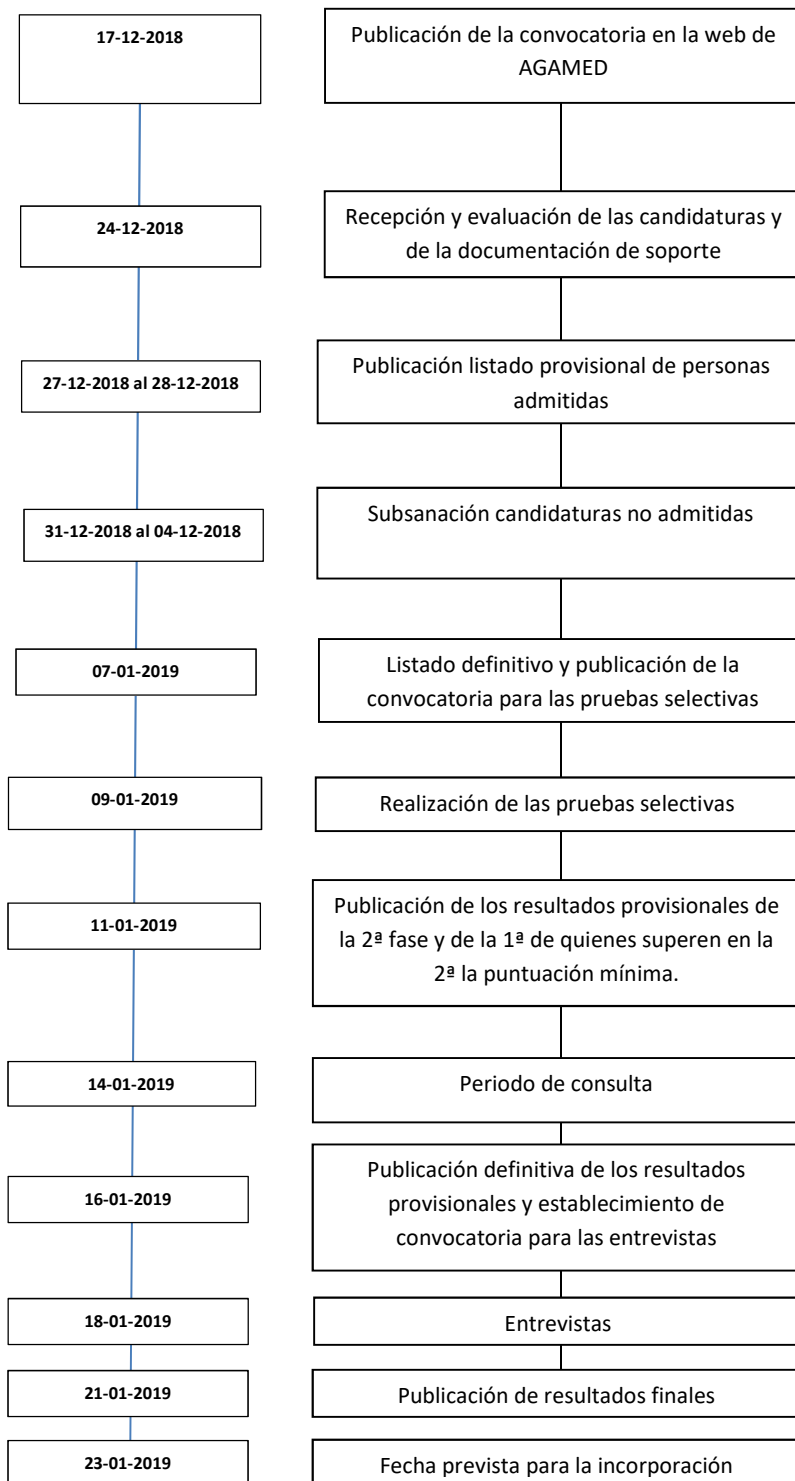 17-12-2018
Publicación de la convocatoria en la web de
AGAMED
24-12-2018
Recepción y evaluación de las candidaturas y
de la documentación de soporte
27-12-2018 al 28-12-2018
Publicación listado provisional de personas
admitidas
31-12-2018 al 04-12-2018
Subsanación candidaturas no admitidas
07-01-2019
Listado definitivo y publicación de la
convocatoria para las pruebas selectivas
09-01-2019
Realización de las pruebas selectivas
11-01-2019
Publicación de los resultados provisionales de
la 2ª fase y de la 1ª de quienes superen en la
2ª la puntuación mínima.
14-01-2019
Periodo de consulta
16-01-2019
Publicación definitiva de los resultados
provisionales y establecimiento de
convocatoria para las entrevistas
18-01-2019
Entrevistas
21-01-2019
Publicación de resultados finales
23-01-2019
Fecha prevista para la incorporación